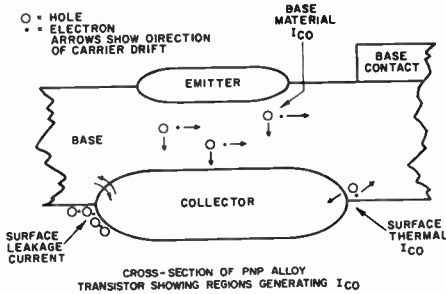 = HOLE
= ELECTRON
ARROWS SHOW DIRECTION
OF CARRIER DRIFT
BASE
MATERIAL
ICO
BASE
CONTACT
EMITTER
BASE
COLLECTOR
SURFACE
LEAKAGE
CURRENT
SURFACE
THERMAL
ICO
CROSS-SECTION OF PNP ALLOY
TRANSISTOR SHOWING REGIONS GENERATING ICO